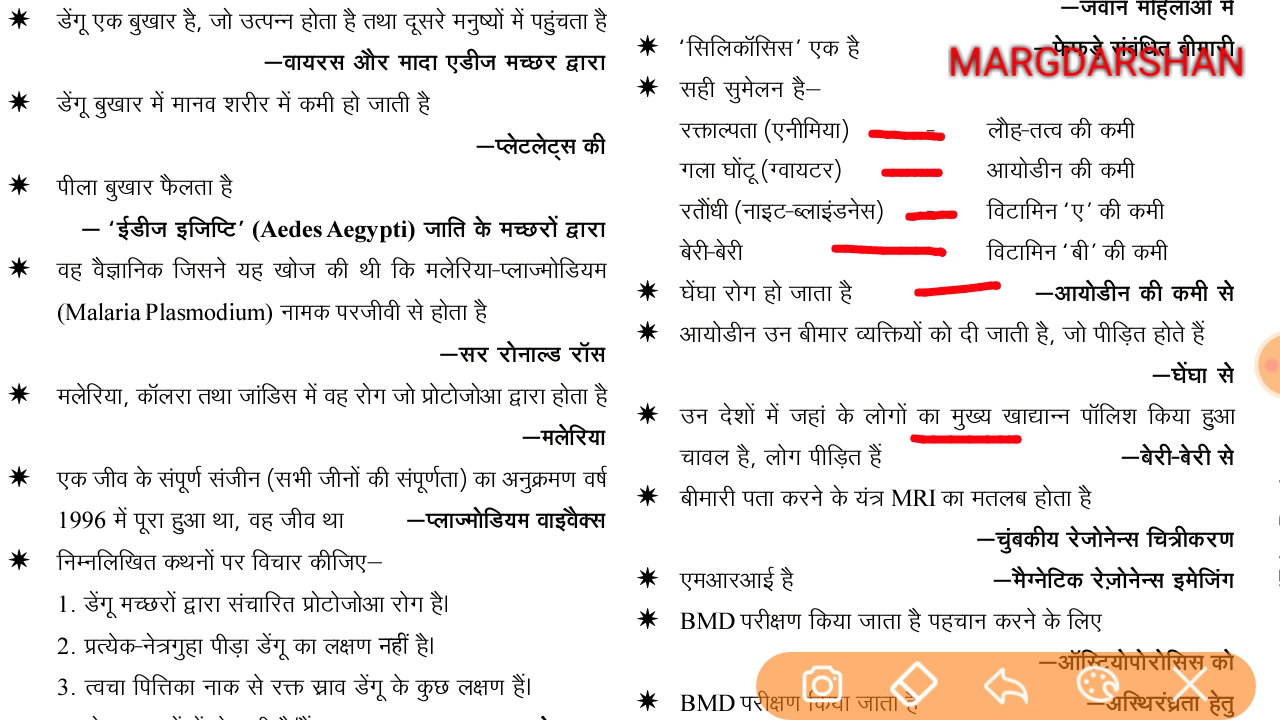 ✷ डेंगू एक बुखार है, जो उत्पन्न होता है तथा दूसरे मनुष्यों में पहुंचता है
—वायरस और मादा एडीज मच्छर द्वारा
✷ डेंगू बुखार में मानव शरीर में कमी हो जाती है
—प्लेटलेट्स की
✷ पीला बुखार फैलता है
— ‘ईडीज इजिप्टि’ (Aedes Aegypti) जाति के मच्छरों द्वारा
✷ वह वैज्ञानिक जिसने यह खोज की थी कि मलेरिया-प्लाज्मोडियम
(Malaria Plasmodium) नामक परजीवी से होता है
—सर रोनाल्ड रॉस
✷ मलेरिया, कॉलरा तथा जांडिस में वह रोग जो प्रोटोजोआ द्वारा होता है
—मलेरिया
✷ एक जीव के संपूर्ण संजीन (सभी जीनों की संपूर्णता) का अनुक्रमण वर्ष
1996 में पूरा हुआ था, वह जीव था —प्लाज्मोडियम वाइवैक्स
✷ निम्नलिखित कथनों पर विचार कीजिए–
1. डेंगू मच्छरों द्वारा संचारित प्रोटोजोआ रोग है।
2. प्रत्येक-नेत्रगुहा पीड़ा डेंगू का लक्षण नहीं है।
3. त्वचा पित्तिका नाक से रक्त स्राव डेंगू के कुछ लक्षण हैं।
—जवान महिलाओं में
✷ ‘सिलिकॉसिस’ एक है —फेफड़े संबंधित बीमारी
MARGDARSHAN
✷ सही सुमेलन है–
रक्ताल्पता (एनीमिया) - लौह-तत्व की कमी
गला घोंटू (ग्वायटर) आयोडीन की कमी
रतौंधी (नाइट-ब्लाइंडनेस) - विटामिन ‘ए’ की कमी
बेरी-बेरी विटामिन ‘बी’ की कमी
✷ घेंघा रोग हो जाता है —आयोडीन की कमी से
✷ आयोडीन उन बीमार व्यक्तियों को दी जाती है, जो पीड़ित होते हैं
—घेंघा से
✷ उन देशों में जहां के लोगों का मुख्य खाद्यान्न पॉलिश किया हुआ
चावल है, लोग पीड़ित हैं —बेरी-बेरी से
✷ बीमारी पता करने के यंत्र MRI का मतलब होता है
—चुंबकीय रेजोनेन्स चित्रीकरण
✷ एमआरआई है —मैग्नेटिक रेज़ोनेन्स इमेजिंग
✷ BMD परीक्षण किया जाता है पहचान करने के लिए
—ऑस्टियोपोरोसिस को
✷ BMD परीक्षण किया जाता है —अस्थिरंध्रता हेतु